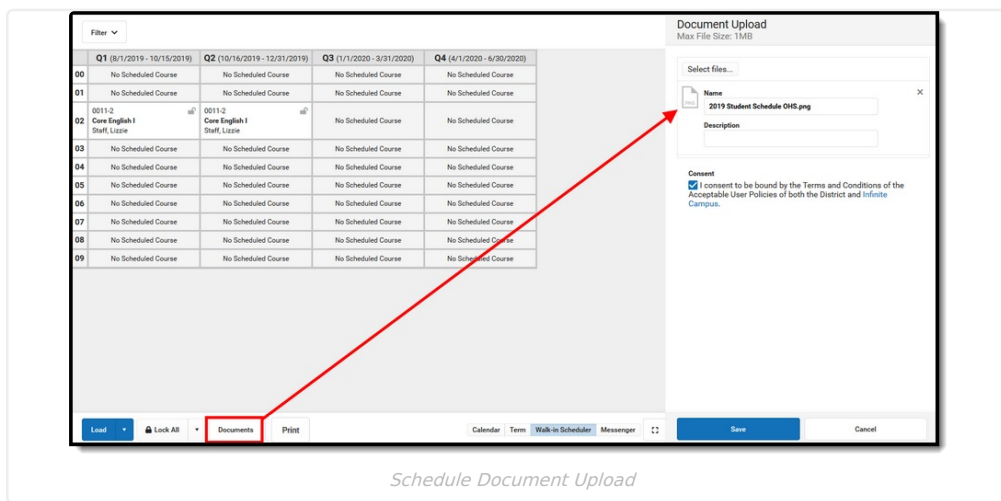 Filter
Q1 (8/1/2019 - 10/15/2019) Q2 (10/16/2019 - 12/31/2019) Q3 (1/1/2020 - 3/31/2020) Q4 (4/1/2020 - 6/30/2020)
00 No Scheduled Course No Scheduled Course No Scheduled Course No Scheduled Course
01 No Scheduled Course No Scheduled Course No Scheduled Course No Scheduled Course
0011-2 0011-2
02 Core English I Core English I No Scheduled Course No Scheduled Course
Staff, Lizzie Staff, Lizzie
03 No Scheduled Course No Scheduled Course No Scheduled Course No Scheduled Course
04 No Scheduled Course No Scheduled Course No Scheduled Course No Scheduled Course
05 No Scheduled Course No Scheduled Course No Scheduled Course No Scheduled Course
06 No Scheduled Course No Scheduled Course No Scheduled Course No Scheduled Course
07 No Scheduled Course No Scheduled Course No Scheduled Course No Scheduled Course
08 No Scheduled Course No Scheduled Course No Scheduled Course No Scheduled Course
09 No Scheduled Course No Scheduled Course No Scheduled Course No Scheduled Course
Load Lock All Documents Print Calendar Term Walk-in Scheduler Messenger
Document Upload
Max File Size: 1MB
Select files...
Name
PNG 2019 Student Schedule OHS.png
Description
Consent
I consent to be bound by the Terms and Conditions of the
Acceptable User Policies of both the District and Infinite
Campus.
Save Cancel
Schedule Document Upload